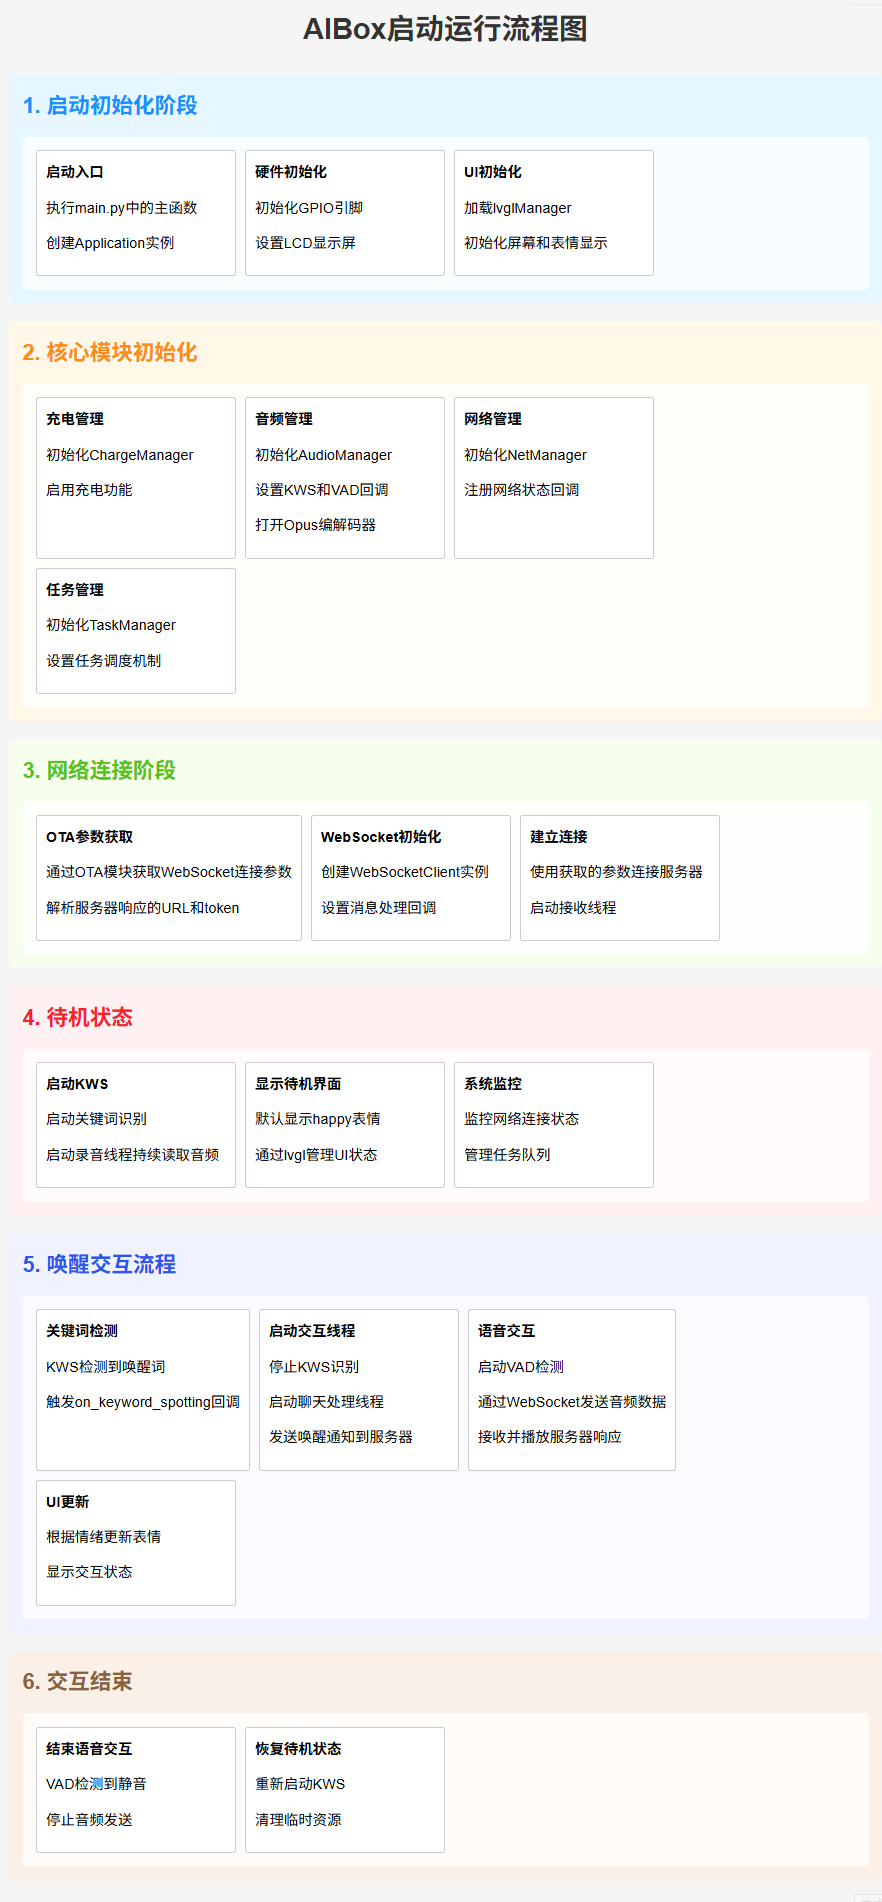 AIBox启动运行流程图
1. 启动初始化阶段
启动入口
执行main.py中的主函数
创建Application实例
硬件初始化
初始化GPIO引脚
设置LCD显示屏
UI初始化
加载lvglManager
初始化屏幕和表情显示
2. 核心模块初始化
充电管理
初始化ChargeManager
启用充电功能
音频管理
初始化AudioManager
设置KWS和VAD回调
打开Opus编解码器
网络管理
初始化NetManager
注册网络状态回调
任务管理
初始化TaskManager
设置任务调度机制
3. 网络连接阶段
OTA参数获取
通过OTA模块获取WebSocket连接参数
解析服务器响应的URL和token
WebSocket初始化
创建WebSocketClient实例
设置消息处理回调
建立连接
使用获取的参数连接服务器
启动接收线程
4. 待机状态
启动KWS
启动关键词识别
启动录音线程持续读取音频
显示待机界面
默认显示happy表情
通过lvgl管理UI状态
系统监控
监控网络连接状态
管理任务队列
5. 唤醒交互流程
关键词检测
KWS检测到唤醒词
触发on_keyword_spotting回调
启动交互线程
停止KWS识别
启动聊天处理线程
发送唤醒通知到服务器
语音交互
启动VAD检测
通过WebSocket发送音频数据
接收并播放服务器响应
UI更新
根据情绪更新表情
显示交互状态
6. 交互结束
结束语音交互
VAD检测到静音
停止音频发送
恢复待机状态
重新启动KWS
清理临时资源